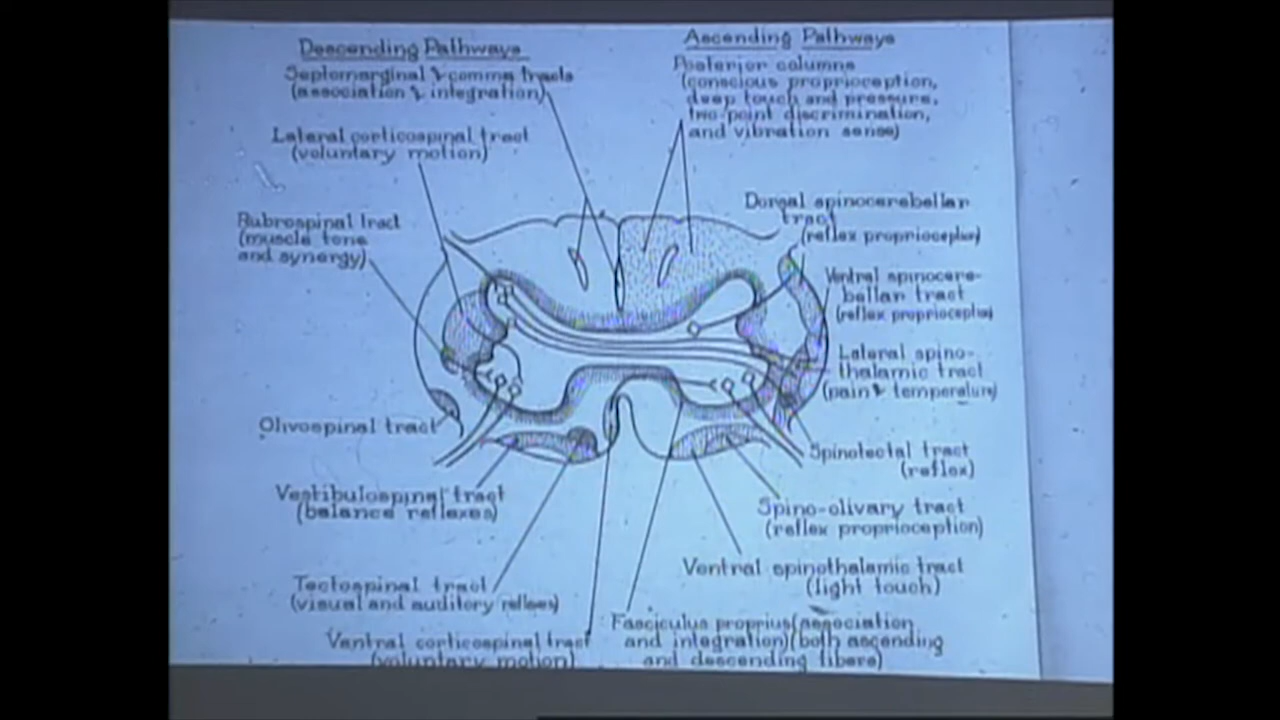 Descending Pathways
Septomarginal & comma tracts
(association & integration)
Lateral corticospinal tract
(voluntary motion)
Rubrospinal tract
(muscle tone
and synergy)
Olivospinal tract
Vestibulospinal tract
(balance reflexes)
Tectospinal tract
(visual and auditory reflexes)
Ventral corticospinal tract
(voluntary motion)
Ascending Pathways
Posterior columns
(conscious proprioception,
deep touch and pressure,
two-point discrimination,
and vibration sense)
Dorsal spinocerebellar
tract
(reflex proprioception)
Ventral spinocere-
bellar tract
(reflex proprioception)
Lateral spino-
thalamic tract
(pain & temperature)
Spinotectal tract
(reflex)
Spino-olivary tract
(reflex proprioception)
Ventral spinothalamic tract
(light touch)
Fasciculus proprius (association
and integration)(both ascending
and descending fibers)